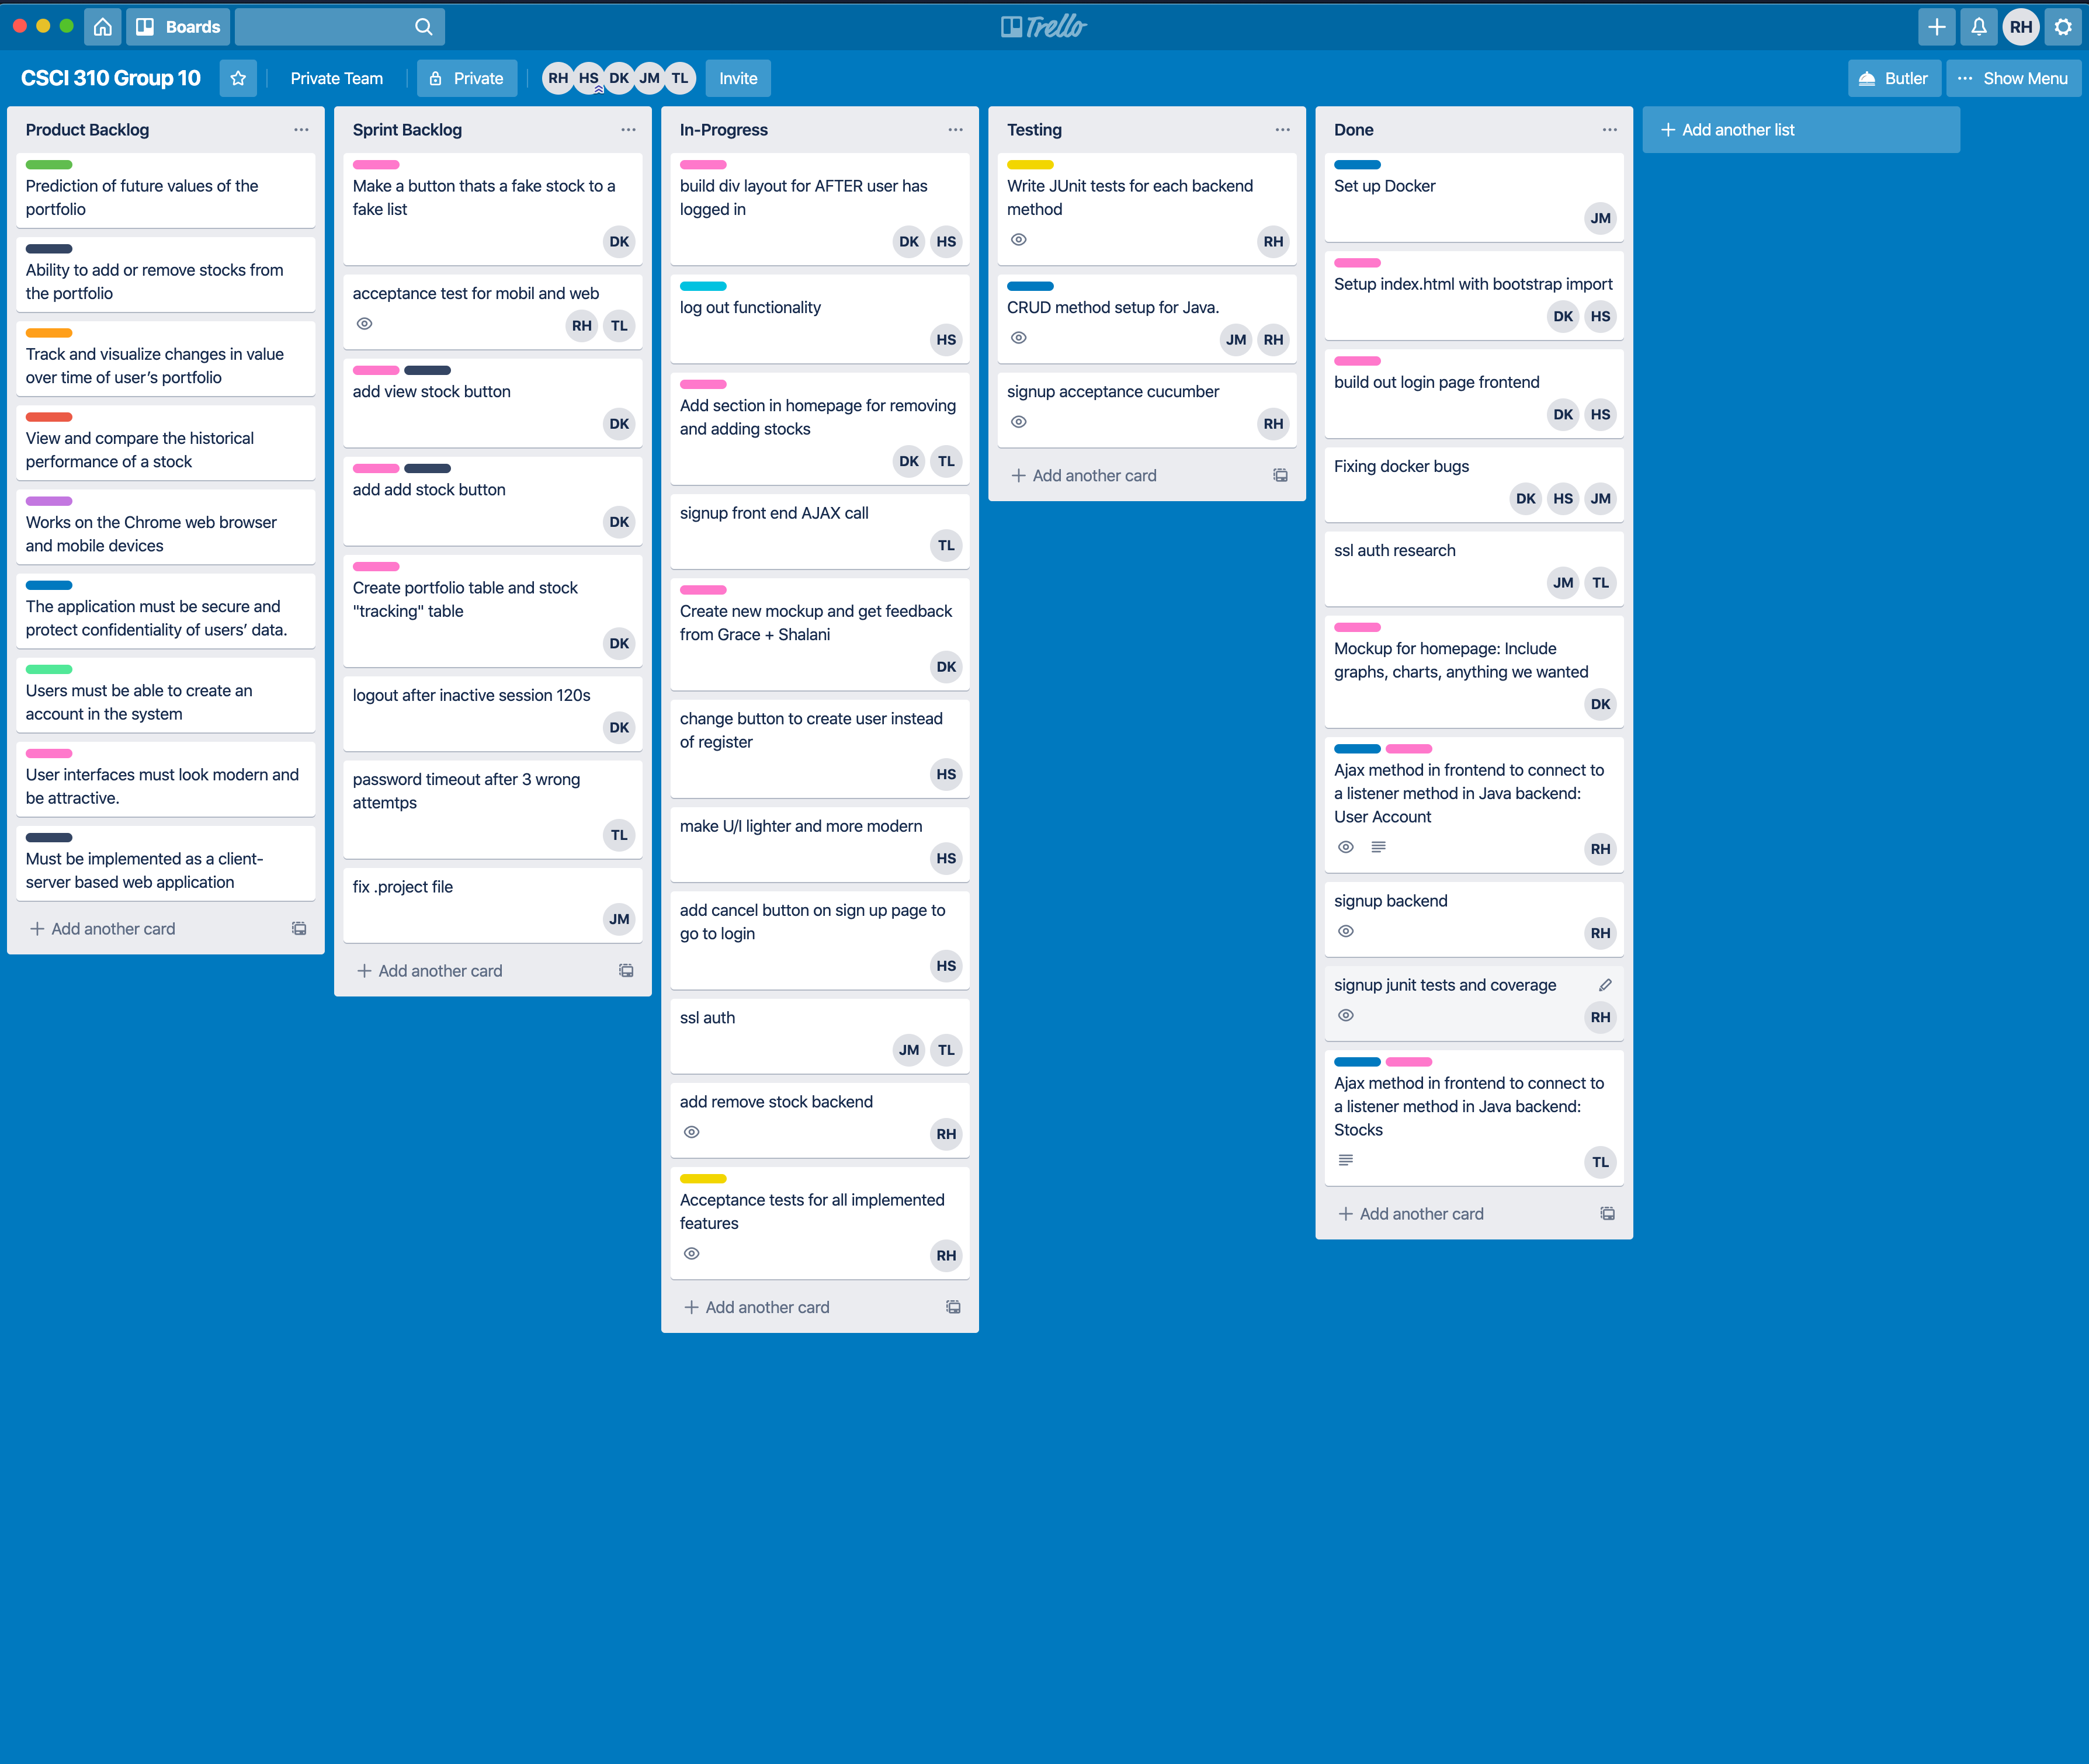 Boards
Trello
RH
CSCI 310 Group 10
Private Team
Private
RH HS DK JM TL
Invite
Butler
Show Menu
Product Backlog
Prediction of future values of the
portfolio
Ability to add or remove stocks from
the portfolio
Track and visualize changes in value
over time of user’s portfolio
View and compare the historical
performance of a stock
Works on the Chrome web browser
and mobile devices
The application must be secure and
protect confidentiality of users’ data.
Users must be able to create an
account in the system
User interfaces must look modern and
be attractive.
Must be implemented as a client-
server based web application
Add another card
Sprint Backlog
Make a button thats a fake stock to a
fake list
DK
acceptance test for mobil and web
RH TL
add view stock button
DK
add add stock button
DK
Create portfolio table and stock
"tracking" table
DK
logout after inactive session 120s
DK
password timeout after 3 wrong
attemtps
TL
fix .project file
JM
Add another card
In-Progress
build div layout for AFTER user has
logged in
DK HS
log out functionality
HS
Add section in homepage for removing
and adding stocks
DK TL
signup front end AJAX call
TL
Create new mockup and get feedback
from Grace + Shalani
DK
change button to create user instead
of register
HS
make U/I lighter and more modern
HS
add cancel button on sign up page to
go to login
HS
ssl auth
JM TL
add remove stock backend
RH
Acceptance tests for all implemented
features
RH
Add another card
Testing
Write JUnit tests for each backend
method
RH
CRUD method setup for Java.
JM RH
signup acceptance cucumber
RH
Add another card
Done
Set up Docker
JM
Setup index.html with bootstrap import
DK HS
build out login page frontend
DK HS
Fixing docker bugs
DK HS JM
ssl auth research
JM TL
Mockup for homepage: Include
graphs, charts, anything we wanted
DK
Ajax method in frontend to connect to
a listener method in Java backend:
User Account
RH
signup backend
RH
signup junit tests and coverage
RH
Ajax method in frontend to connect to
a listener method in Java backend:
Stocks
TL
Add another card
Add another list